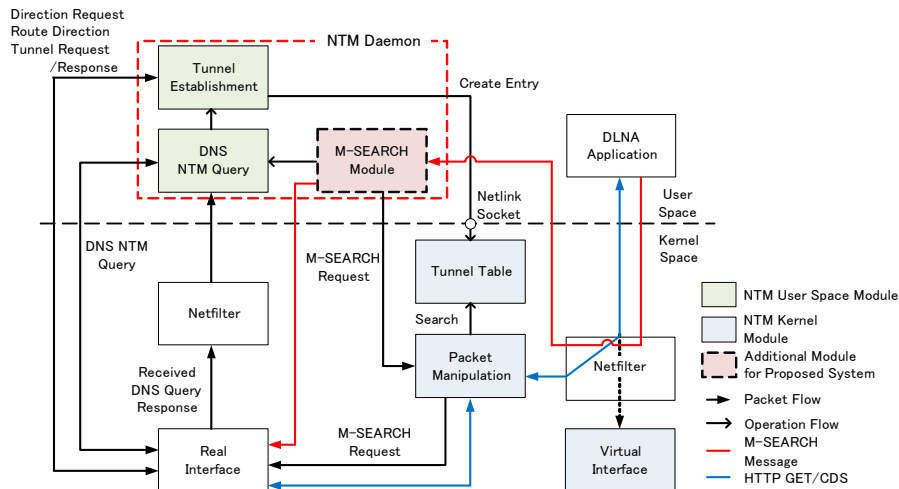 Direction Request
Route Direction
Tunnel Request
/Response
NTM Daemon
Tunnel
Establishment
Create Entry
DNS
NTM Query
M-SEARCH
Module
DLNA
Application
User
Space
Netlink
Socket
Kernel
Space
DNS NTM
Query
M-SEARCH
Request
Tunnel Table
Netfilter
Search
Packet
Manipulation
Netfilter
Received
DNS Query
Response
M-SEARCH
Request
Real
Interface
Virtual
Interface
NTM User Space Module
NTM Kernel
Module
Additional Module
for Proposed System
Packet Flow
Operation Flow
M-SEARCH
Message
HTTP GET/CDS